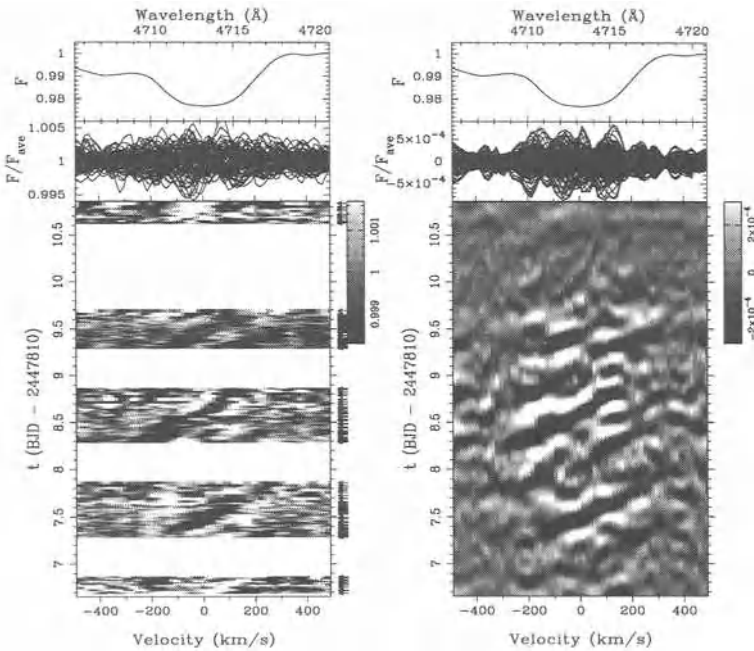 Wavelength (Å)
4710 4715 4720
F
1
0.99
0.98
F/F_ave
1.005
1
0.995
t (BJD − 2447810)
10.5
10
9.5
9
8.5
8
7.5
7
1.001
1
0.999
−400 −200 0 200 400
Velocity (km/s)
Wavelength (Å)
4710 4715 4720
F
1
0.99
0.98
F/F_ave
5×10⁻⁴
0
−5×10⁻⁴
t (BJD − 2447810)
10.5
10
9.5
9
8.5
8
7.5
7
2×10⁻⁴
0
−2×10⁻⁴
−400 −200 0 200 400
Velocity (km/s)